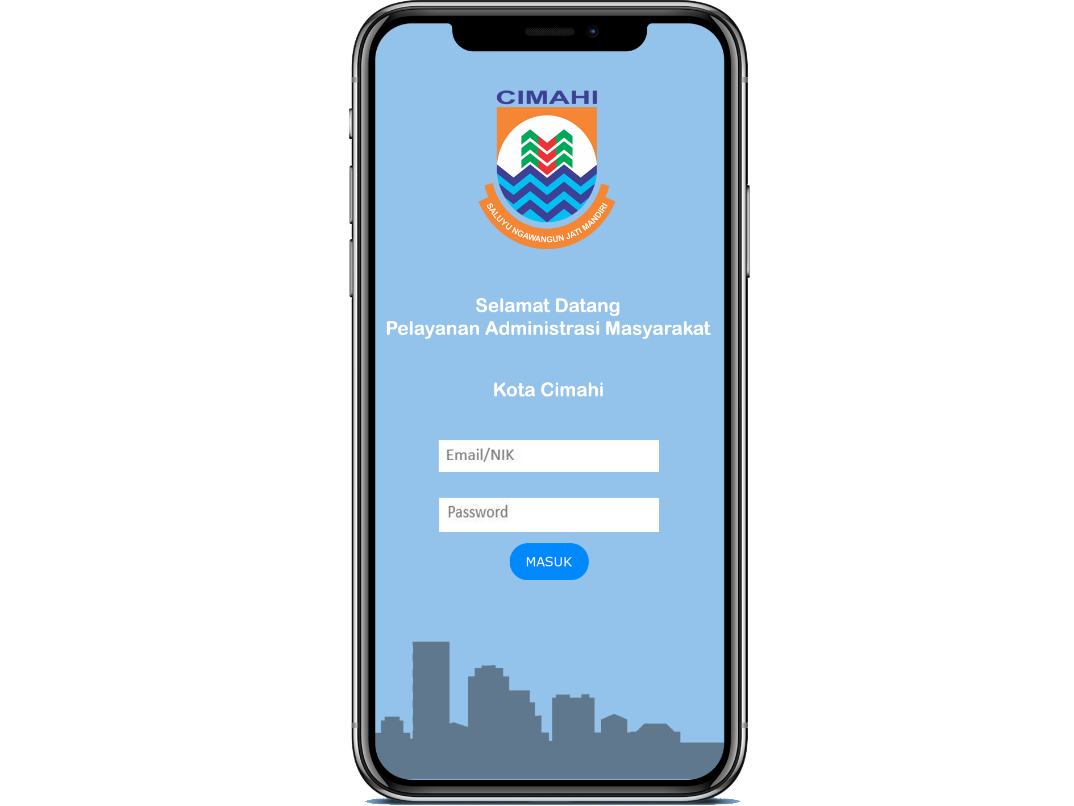 CIMAHI
SALUYU NGAWANGUN JATI MANDIRI
Selamat Datang
Pelayanan Administrasi Masyarakat
Kota Cimahi
Email/NIK
Password
MASUK